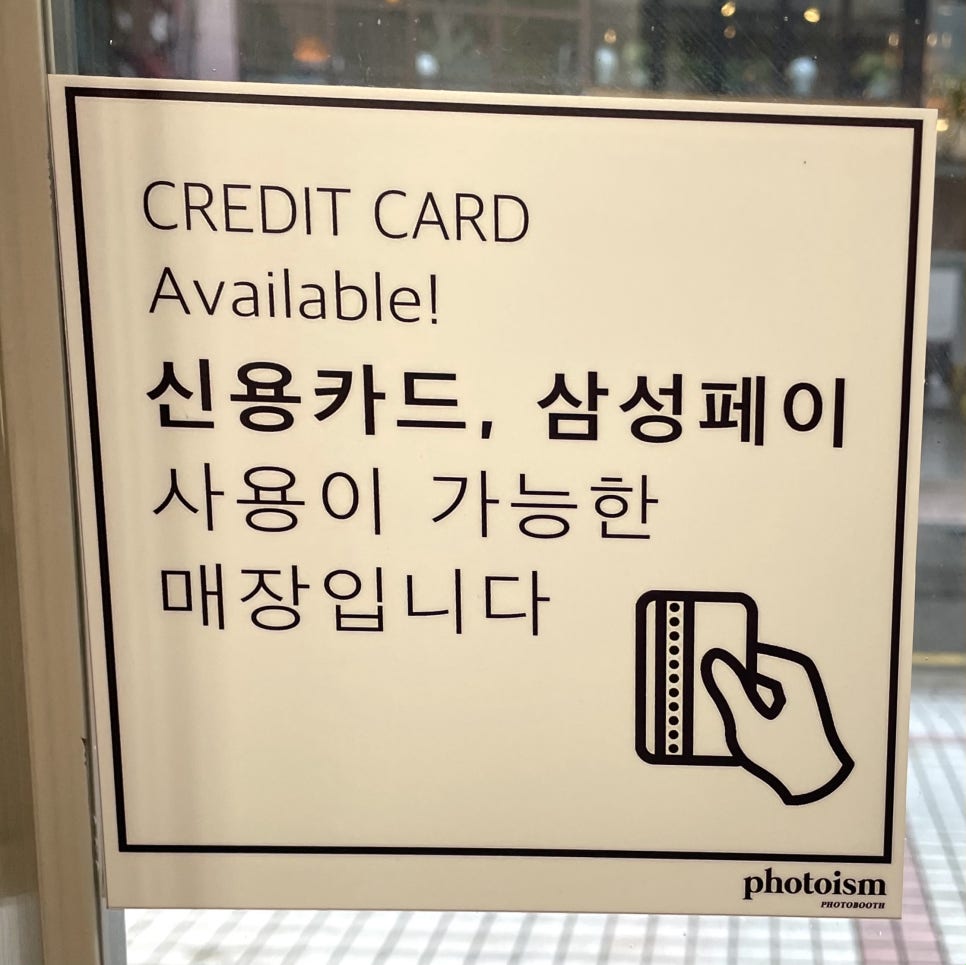 CREDIT CARD
Available!
신용카드, 삼성페이
사용이 가능한
매장입니다
photoism
PHOTOBOOTH